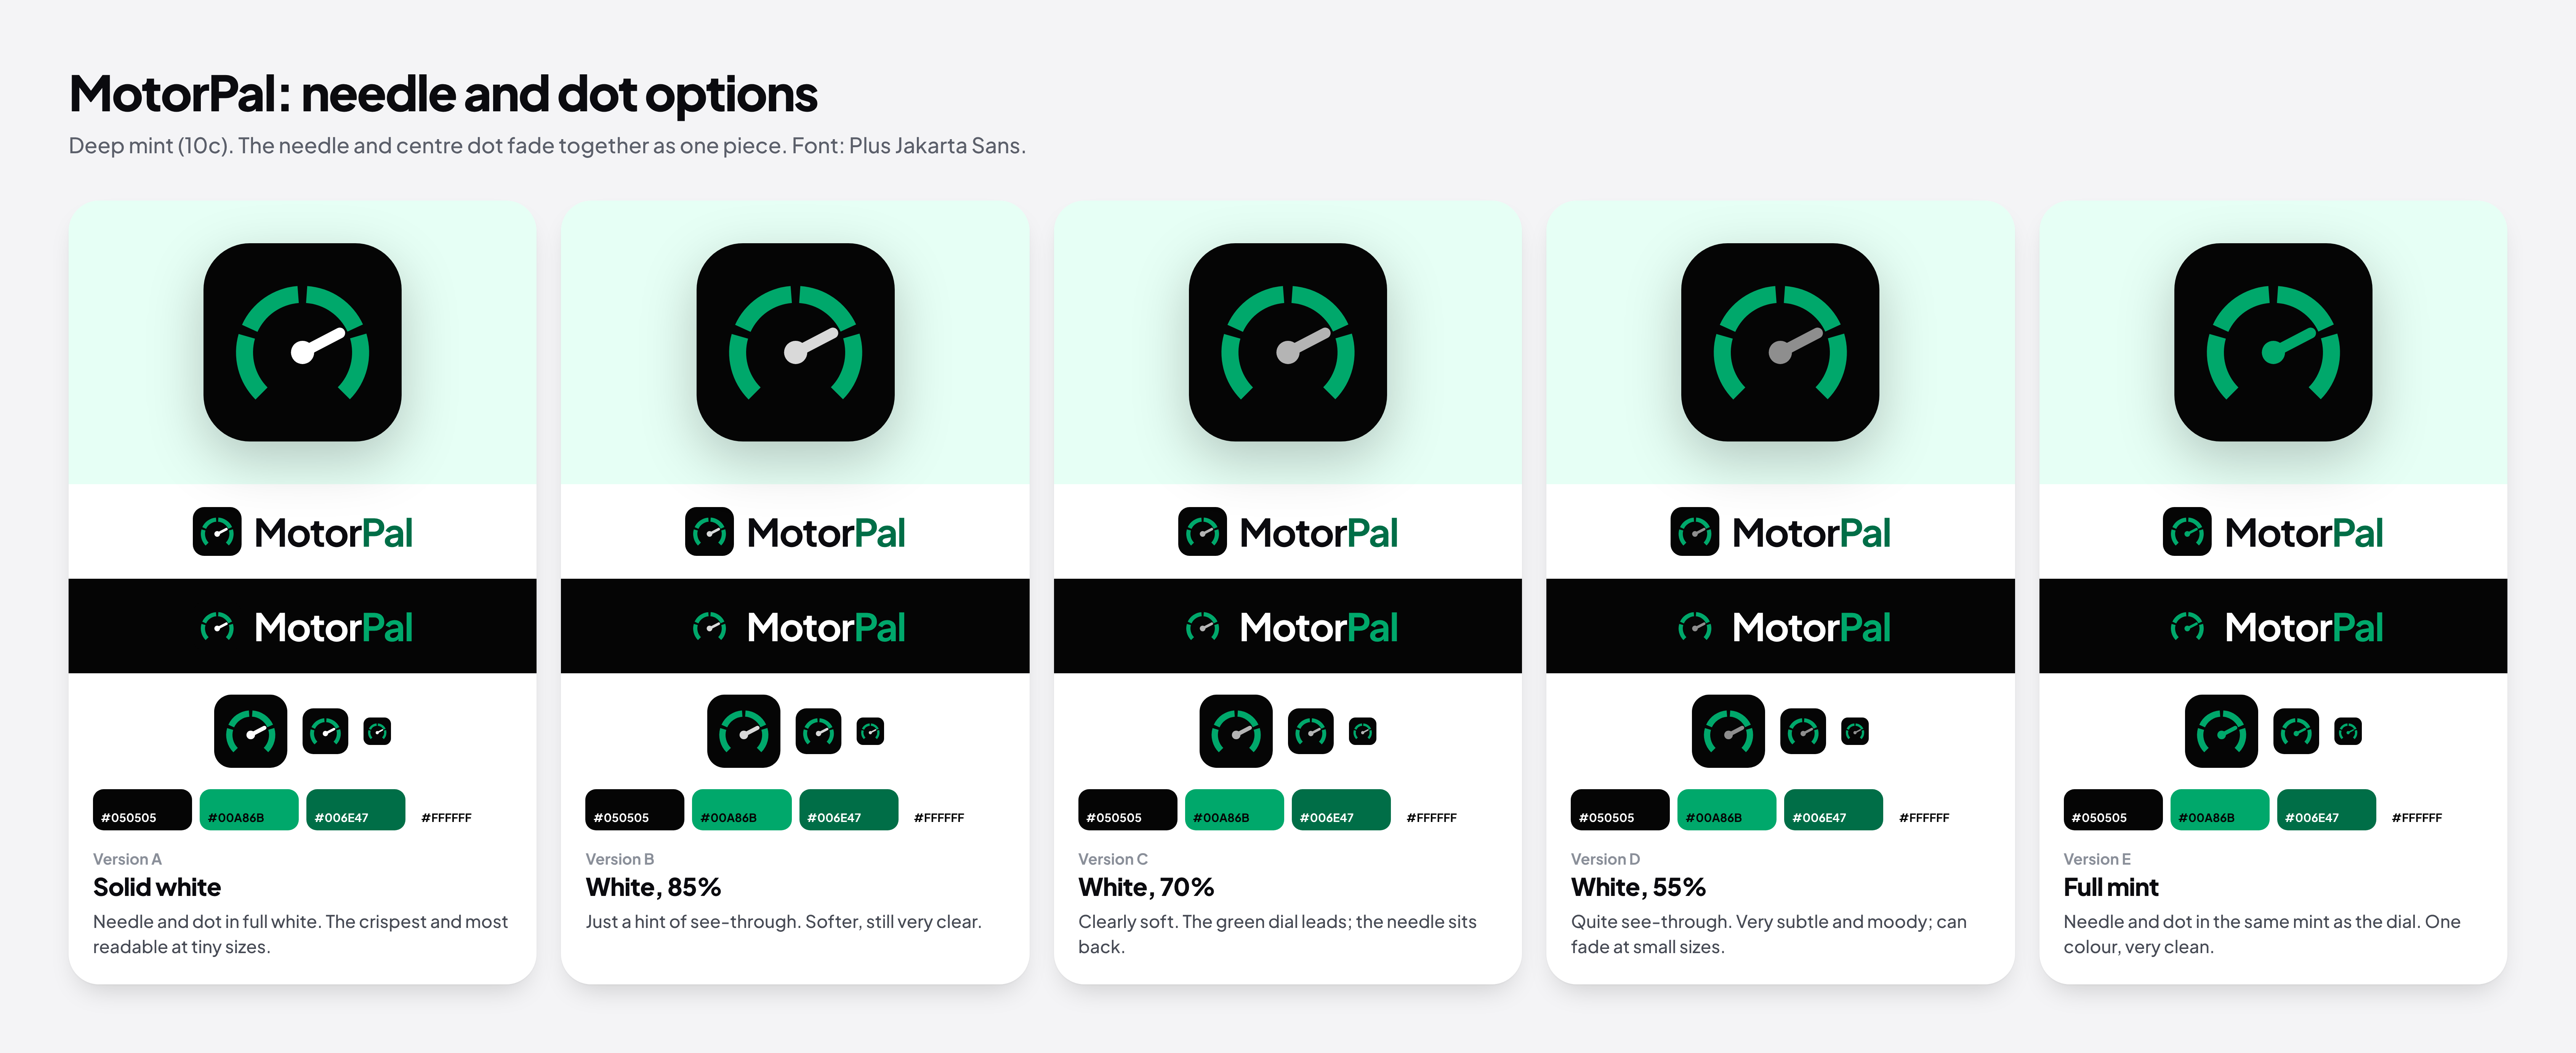 MotorPal: needle and dot options
Deep mint (10c). The needle and centre dot fade together as one piece. Font: Plus Jakarta Sans.
MotorPal
MotorPal
#050505
#00A86B
#006E47
#FFFFFF
Version A
Solid white
Needle and dot in full white. The crispest and most
readable at tiny sizes.
MotorPal
MotorPal
#050505
#00A86B
#006E47
#FFFFFF
Version B
White, 85%
Just a hint of see-through. Softer, still very clear.
MotorPal
MotorPal
#050505
#00A86B
#006E47
#FFFFFF
Version C
White, 70%
Clearly soft. The green dial leads; the needle sits
back.
MotorPal
MotorPal
#050505
#00A86B
#006E47
#FFFFFF
Version D
White, 55%
Quite see-through. Very subtle and moody; can
fade at small sizes.
MotorPal
MotorPal
#050505
#00A86B
#006E47
#FFFFFF
Version E
Full mint
Needle and dot in the same mint as the dial. One
colour, very clean.